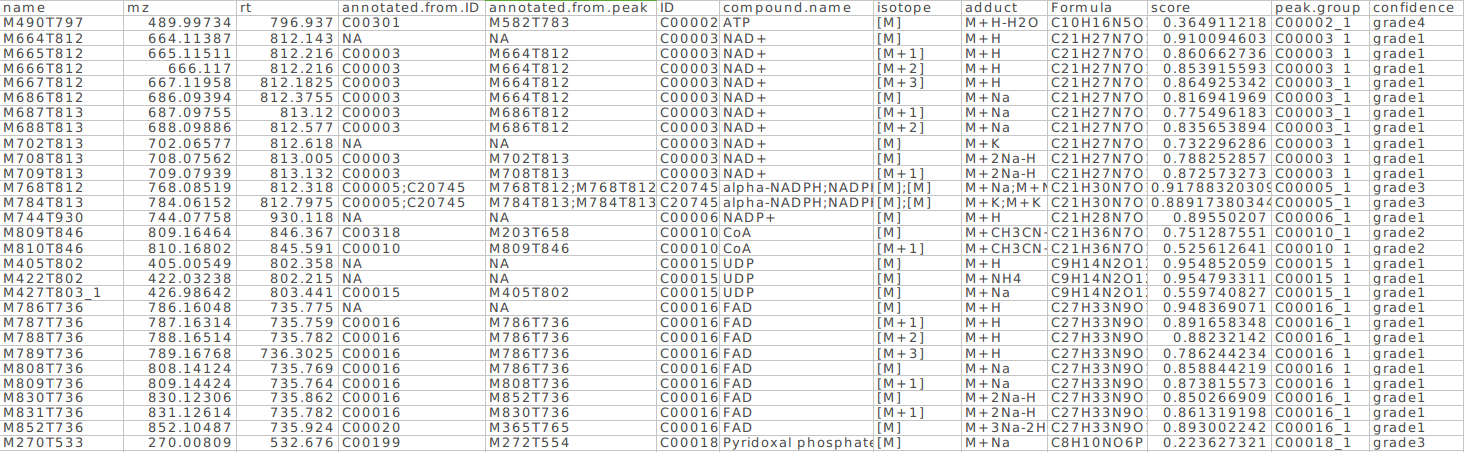 name mz rt annotated.from.ID annotated.from.peak ID compound.name isotope adduct Formula score peak.group confidence
M490T797 489.99734 796.937 C00301 M582T783 C00002 ATP [M] M+H-H2O C10H16N5O 0.364911218 C00002_1 grade4
M664T812 664.11387 812.143 NA NA C00003 NAD+ [M] M+H C21H27N7O 0.910094603 C00003_1 grade1
M665T812 665.11511 812.216 C00003 M664T812 C00003 NAD+ [M+1] M+H C21H27N7O 0.860662736 C00003_1 grade1
M666T812 666.117 812.216 C00003 M664T812 C00003 NAD+ [M+2] M+H C21H27N7O 0.853915593 C00003_1 grade1
M667T812 667.11958 812.1825 C00003 M664T812 C00003 NAD+ [M+3] M+H C21H27N7O 0.864925342 C00003_1 grade1
M686T812 686.09394 812.3755 C00003 M664T812 C00003 NAD+ [M] M+Na C21H27N7O 0.816941969 C00003_1 grade1
M687T813 687.09755 813.12 C00003 M686T812 C00003 NAD+ [M+1] M+Na C21H27N7O 0.775496183 C00003_1 grade1
M688T813 688.09886 812.577 C00003 M686T812 C00003 NAD+ [M+2] M+Na C21H27N7O 0.835653894 C00003_1 grade1
M702T813 702.06577 812.618 NA NA C00003 NAD+ [M] M+K C21H27N7O 0.732296286 C00003_1 grade1
M708T813 708.07562 813.005 C00003 M702T813 C00003 NAD+ [M] M+2Na-H C21H27N7O 0.788252857 C00003_1 grade1
M709T813 709.07939 813.132 C00003 M708T813 C00003 NAD+ [M+1] M+2Na-H C21H27N7O 0.872573273 C00003_1 grade1
M768T812 768.08519 812.318 C00005;C20745 M768T812;M768T812 C20745 alpha-NADPH;NADPH [M];[M] M+Na;M+N C21H30N7O 0.91788320309 C00005_1 grade3
M784T813 784.06152 812.7975 C00005;C20745 M784T813;M784T813 C20745 alpha-NADPH;NADPH [M];[M] M+K;M+K C21H30N7O 0.88917380344 C00005_1 grade3
M744T930 744.07758 930.118 NA NA C00006 NADP+ [M] M+H C21H28N7O 0.89550207 C00006_1 grade1
M809T846 809.16464 846.367 C00318 M203T658 C00010 CoA [M] M+CH3CN- C21H36N7O 0.751287551 C00010_1 grade2
M810T846 810.16802 845.591 C00010 M809T846 C00010 CoA [M+1] M+CH3CN- C21H36N7O 0.525612641 C00010_1 grade2
M405T802 405.00549 802.358 NA NA C00015 UDP [M] M+H C9H14N2O1 0.954852059 C00015_1 grade1
M422T802 422.03238 802.215 NA NA C00015 UDP [M] M+NH4 C9H14N2O1 0.954793311 C00015_1 grade1
M427T803_1 426.98642 803.441 C00015 M405T802 C00015 UDP [M] M+Na C9H14N2O1 0.559740827 C00015_1 grade1
M786T736 786.16048 735.775 NA NA C00016 FAD [M] M+H C27H33N9O 0.948369071 C00016_1 grade1
M787T736 787.16314 735.759 C00016 M786T736 C00016 FAD [M+1] M+H C27H33N9O 0.891658348 C00016_1 grade1
M788T736 788.16514 735.782 C00016 M786T736 C00016 FAD [M+2] M+H C27H33N9O 0.88232142 C00016_1 grade1
M789T736 789.16768 736.3025 C00016 M786T736 C00016 FAD [M+3] M+H C27H33N9O 0.786244234 C00016_1 grade1
M808T736 808.14124 735.769 C00016 M786T736 C00016 FAD [M] M+Na C27H33N9O 0.858844219 C00016_1 grade1
M809T736 809.14424 735.764 C00016 M808T736 C00016 FAD [M+1] M+Na C27H33N9O 0.873815573 C00016_1 grade1
M830T736 830.12306 735.862 C00016 M852T736 C00016 FAD [M] M+2Na-H C27H33N9O 0.850266909 C00016_1 grade1
M831T736 831.12614 735.782 C00016 M830T736 C00016 FAD [M+1] M+2Na-H C27H33N9O 0.861319198 C00016_1 grade1
M852T736 852.10487 735.924 C00020 M365T765 C00016 FAD [M] M+3Na-2H C27H33N9O 0.893002242 C00016_1 grade1
M270T533 270.00809 532.676 C00199 M272T554 C00018 Pyridoxal phosphate [M] M+Na C8H10NO6P 0.223627321 C00018_1 grade3